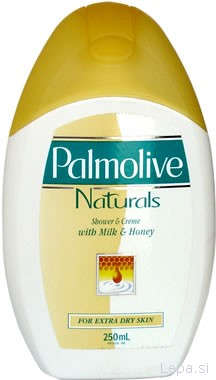 Palmolive
Naturals
Shower & Creme
with Milk & Honey
FOR EXTRA DRY SKIN
250mL
Lepa.si